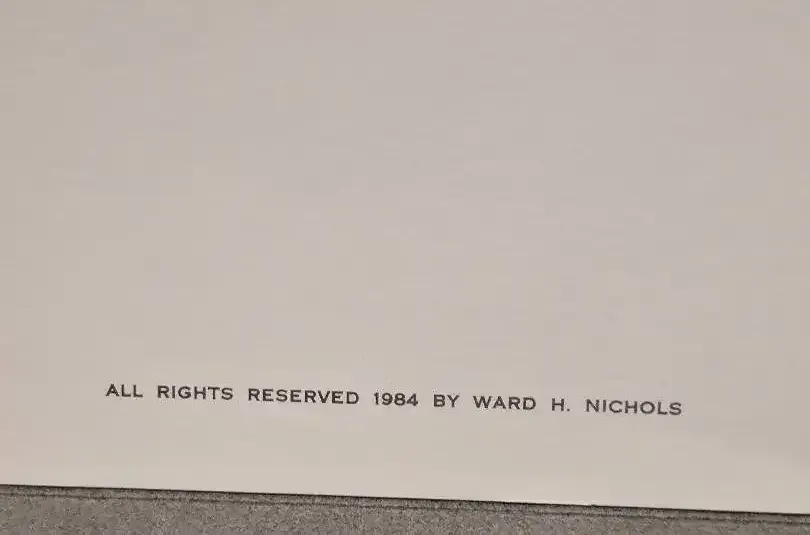 ALL RIGHTS RESERVED 1984 BY WARD H. NICHOLS